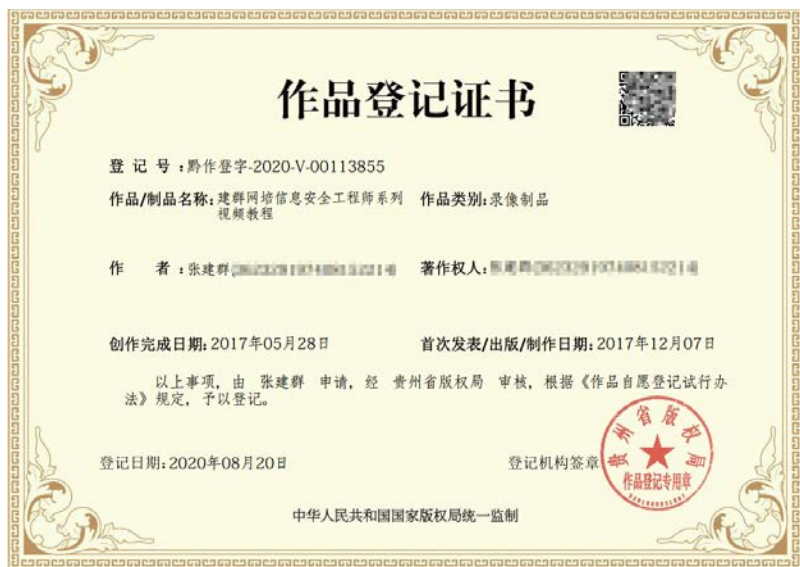 作品登记证书
登 记 号：黔作登字-2020-V-00113855
作品/制品名称：建群网培信息安全工程师系列 作品类别：录像制品
视频教程
作 者：张建群 著作权人：
创作完成日期：2017年05月28日 首次发表/出版/制作日期：2017年12月07日
以上事项，由 张建群 申请，经 贵州省版权局 审核，根据《作品自愿登记试行办
法》规定，予以登记。
登记日期：2020年08月20日 登记机构签章
贵州省版权局
作品登记专用章
中华人民共和国国家版权局统一监制